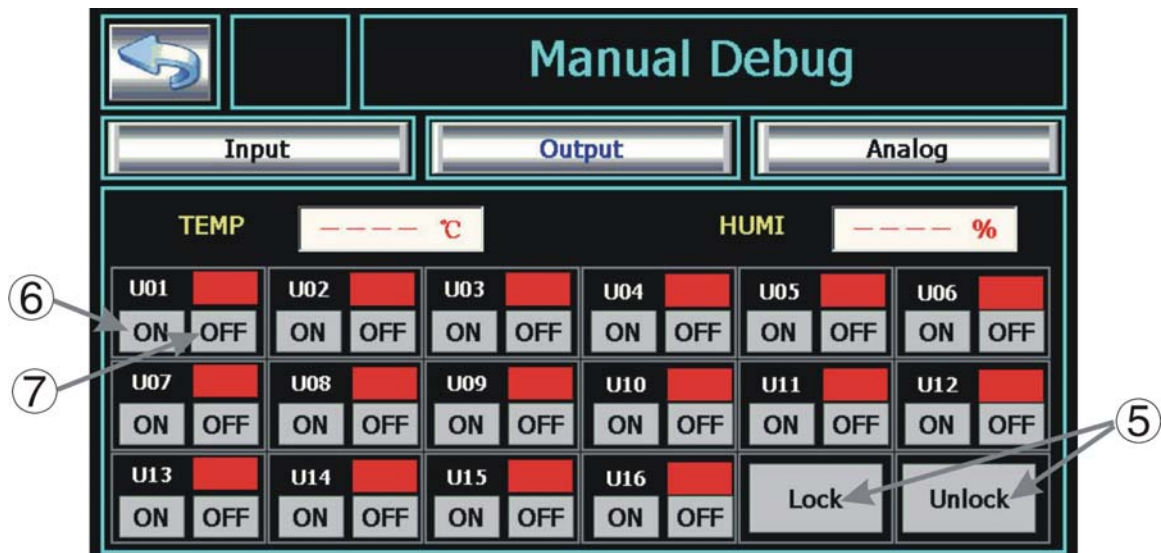 Manual Debug
Input Output Analog
TEMP ---- ℃ HUMI ---- %
U01 U02 U03 U04 U05 U06
⑥
ON OFF ON OFF ON OFF ON OFF ON OFF ON OFF
⑦
U07 U08 U09 U10 U11 U12
ON OFF ON OFF ON OFF ON OFF ON OFF ON OFF
⑤
U13 U14 U15 U16
Lock Unlock
ON OFF ON OFF ON OFF ON OFF